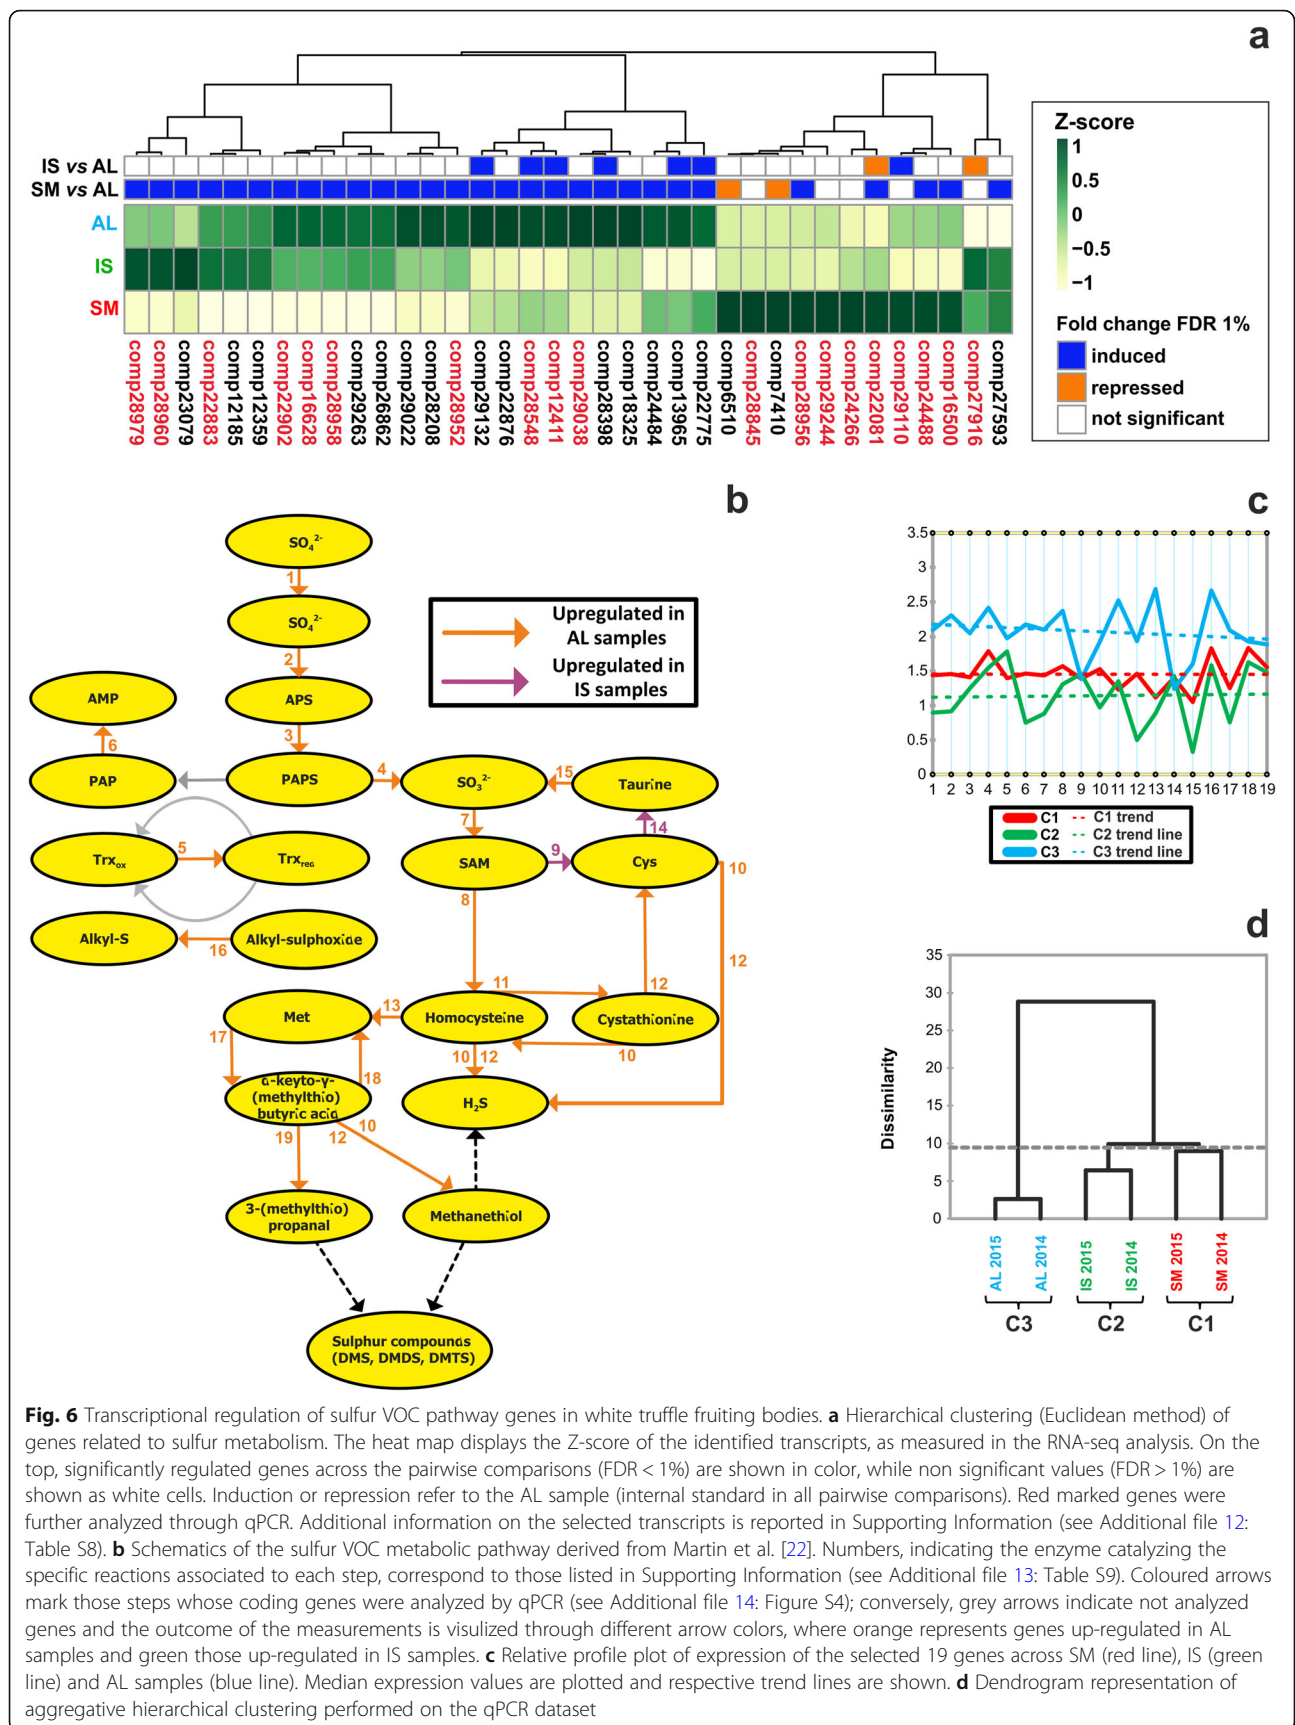 a
IS vs AL
SM vs AL
AL
IS
SM
comp28979
comp28960
comp23079
comp22883
comp12185
comp12359
comp22902
comp16628
comp28958
comp29263
comp26662
comp29022
comp28208
comp28952
comp29132
comp22876
comp28548
comp12411
comp29038
comp28398
comp18325
comp24484
comp13965
comp22775
comp6510
comp28845
comp7410
comp28956
comp29244
comp24266
comp22081
comp29110
comp24488
comp16500
comp27916
comp27593
Z-score
1
0.5
0
−0.5
−1
Fold change FDR 1%
induced
repressed
not significant
b
SO₄²⁻
1
SO₄²⁻
2
APS
3
AMP
6
PAP
PAPS
4
SO₃²⁻
15
Taurine
7
14
Trxox
5
Trxred
SAM
9
Cys
10
8
12
Alkyl-S
16
Alkyl-sulphoxide
11
12
Met
13
Homocysteine
Cystathionine
17
18
10
12
10
α-keyto-γ-
(methylthio)
butyric acid
H₂S
19
12
10
3-(methylthio)
propanal
Methanethiol
Sulphur compounds
(DMS, DMDS, DMTS)
Upregulated in
AL samples
Upregulated in
IS samples
c
3.5
3
2.5
2
1.5
1
0.5
0
1 2 3 4 5 6 7 8 9 10 11 12 13 14 15 16 17 18 19
C1 C1 trend
C2 C2 trend line
C3 C3 trend line
d
Dissimilarity
35
30
25
20
15
10
5
0
AL 2015
AL 2014
IS 2015
IS 2014
SM 2015
SM 2014
C3 C2 C1
Fig. 6 Transcriptional regulation of sulfur VOC pathway genes in white truffle fruiting bodies. a Hierarchical clustering (Euclidean method) of
genes related to sulfur metabolism. The heat map displays the Z-score of the identified transcripts, as measured in the RNA-seq analysis. On the
top, significantly regulated genes across the pairwise comparisons (FDR < 1%) are shown in color, while non significant values (FDR > 1%) are
shown as white cells. Induction or repression refer to the AL sample (internal standard in all pairwise comparisons). Red marked genes were
further analyzed through qPCR. Additional information on the selected transcripts is reported in Supporting Information (see Additional file 12:
Table S8). b Schematics of the sulfur VOC metabolic pathway derived from Martin et al. [22]. Numbers, indicating the enzyme catalyzing the
specific reactions associated to each step, correspond to those listed in Supporting Information (see Additional file 13: Table S9). Coloured arrows
mark those steps whose coding genes were analyzed by qPCR (see Additional file 14: Figure S4); conversely, grey arrows indicate not analyzed
genes and the outcome of the measurements is visulized through different arrow colors, where orange represents genes up-regulated in AL
samples and green those up-regulated in IS samples. c Relative profile plot of expression of the selected 19 genes across SM (red line), IS (green
line) and AL samples (blue line). Median expression values are plotted and respective trend lines are shown. d Dendrogram representation of
aggregative hierarchical clustering performed on the qPCR dataset